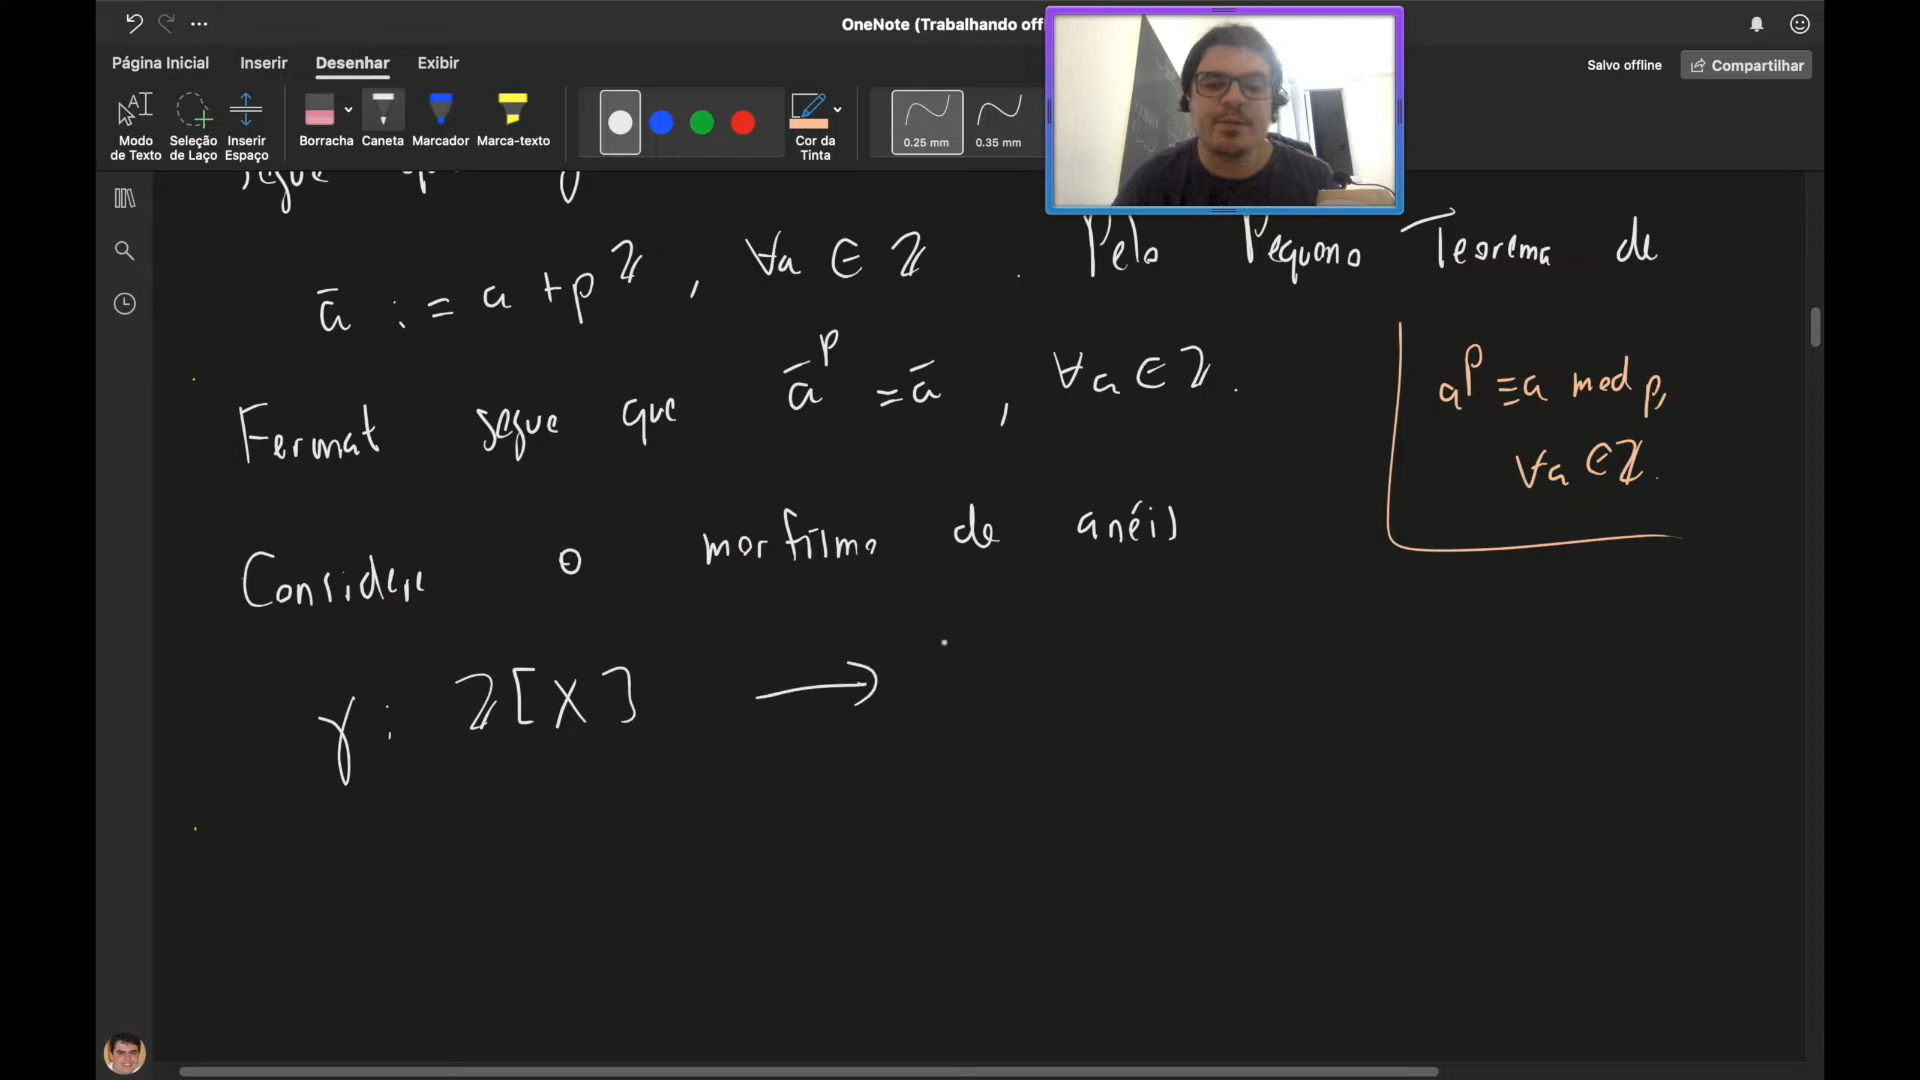 OneNote (Trabalhando off
Página Inicial Inserir Desenhar Exibir
Salvo offline Compartilhar
Modo de Texto
Seleção de Laço
Inserir Espaço
Borracha
Caneta
Marcador
Marca-texto
Cor da Tinta
0.25 mm
0.35 mm
segue
ā := a + pℤ, ∀a ∈ ℤ. Pelo Pequeno Teorema de
Fermat segue que ā^p = ā, ∀a ∈ ℤ.
a^p ≡ a mod p,
∀a ∈ ℤ.
Considere o morfismo de anéis
γ: ℤ[X] ⟶